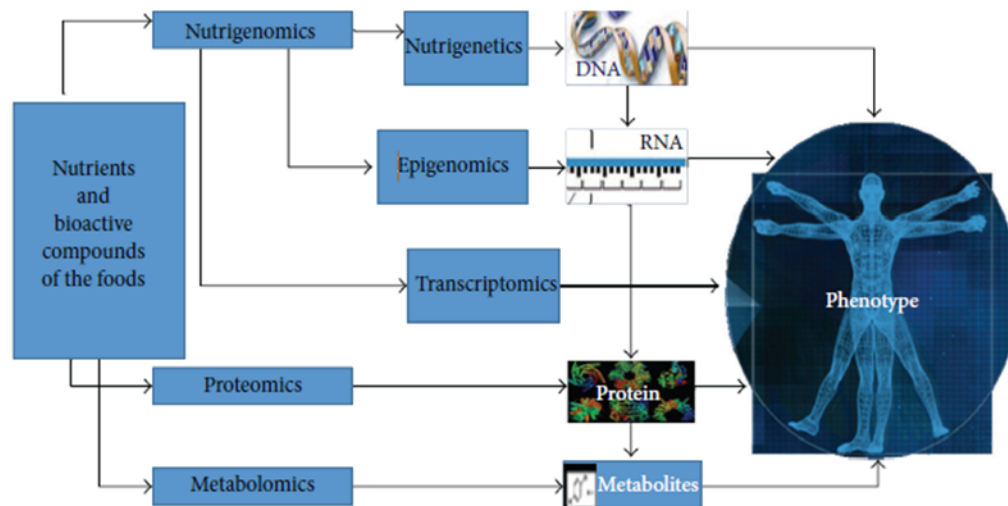 Nutrigenomics
Nutrigenetics
DNA
Nutrients
and
bioactive
compounds
of the foods
Epigenomics
RNA
Transcriptomics
Phenotype
Proteomics
Protein
Metabolomics
Metabolites